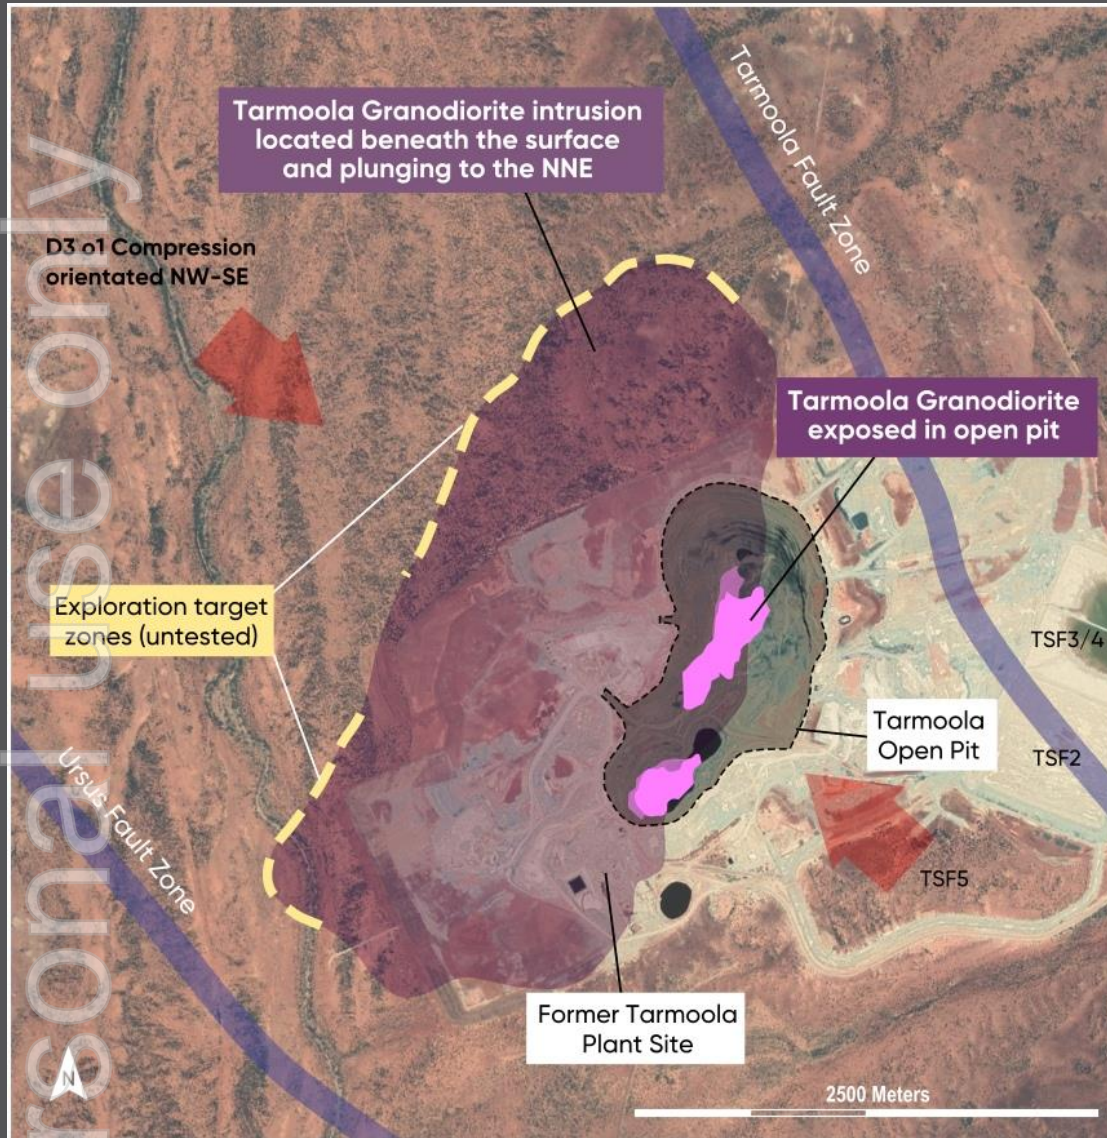 Tarmoola Granodiorite intrusion
located beneath the surface
and plunging to the NNE
Tarmoola Fault Zone
D3 σ1 Compression
orientated NW-SE
Tarmoola Granodiorite
exposed in open pit
Exploration target
zones (untested)
TSF3/4
Tarmoola
Open Pit
TSF2
Ursus Fault Zone
TSF5
Former Tarmoola
Plant Site
N
2500 Meters
rsonal use only